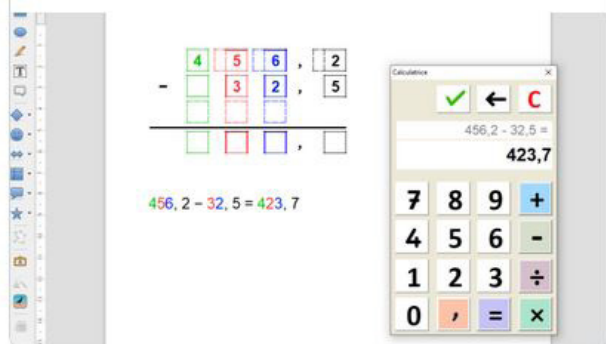 4 5 6 , 2
- 3 2 , 5
,
456, 2 – 32, 5 = 423, 7
Calculatrice ×
✓ ← C
456,2 - 32,5 =
423,7
7 8 9 +
4 5 6 -
1 2 3 ÷
0 , = ×